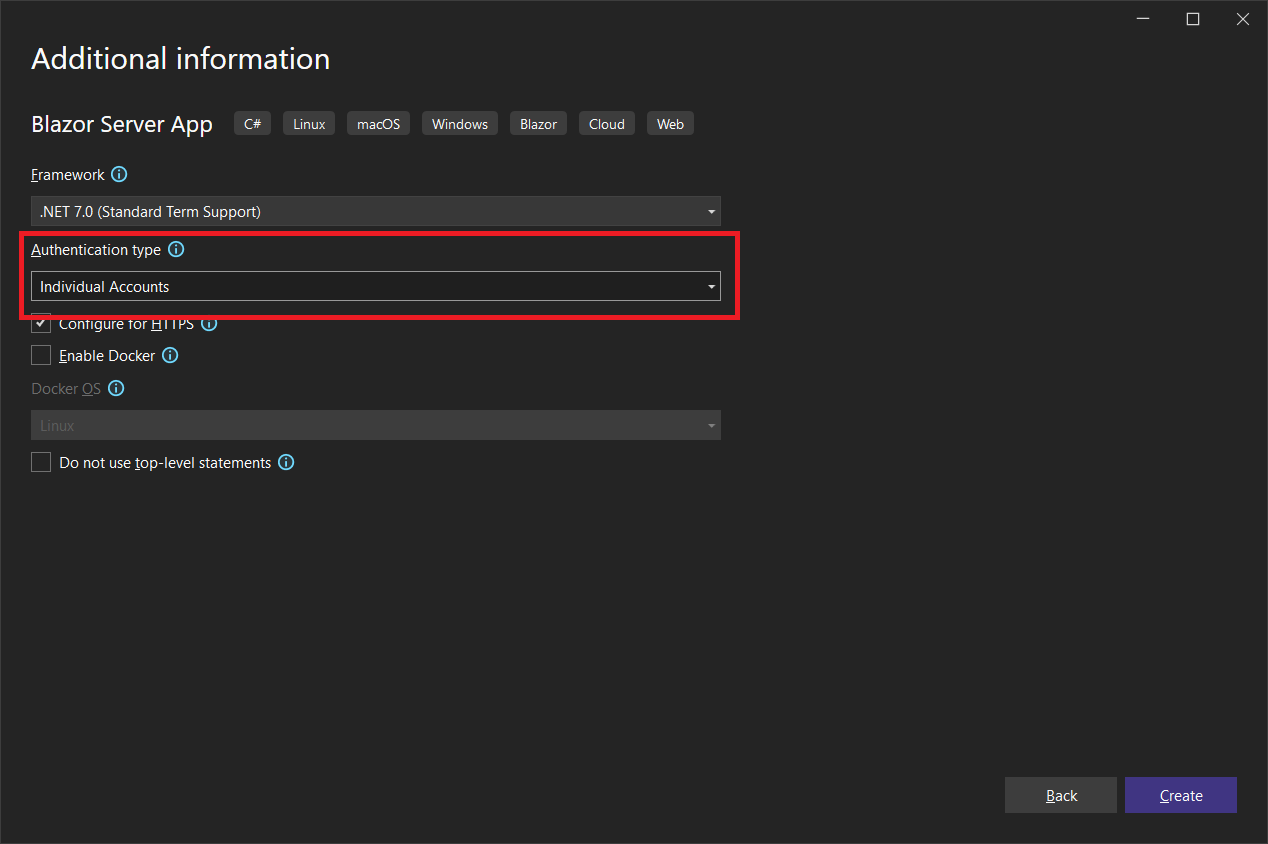 Additional information
Blazor Server App C# Linux macOS Windows Blazor Cloud Web
Framework
.NET 7.0 (Standard Term Support)
Authentication type
Individual Accounts
Configure for HTTPS
Enable Docker
Docker OS
Linux
Do not use top-level statements
Back Create